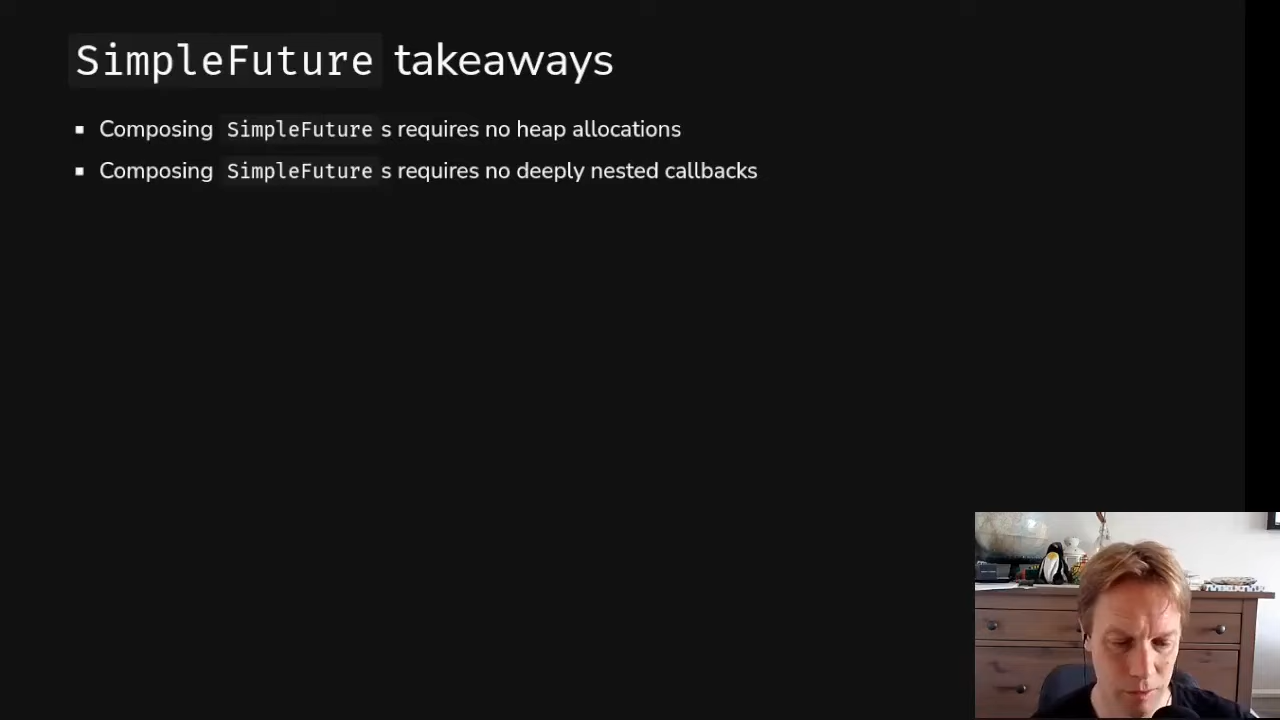 SimpleFuture takeaways
Composing SimpleFuture s requires no heap allocations
Composing SimpleFuture s requires no deeply nested callbacks